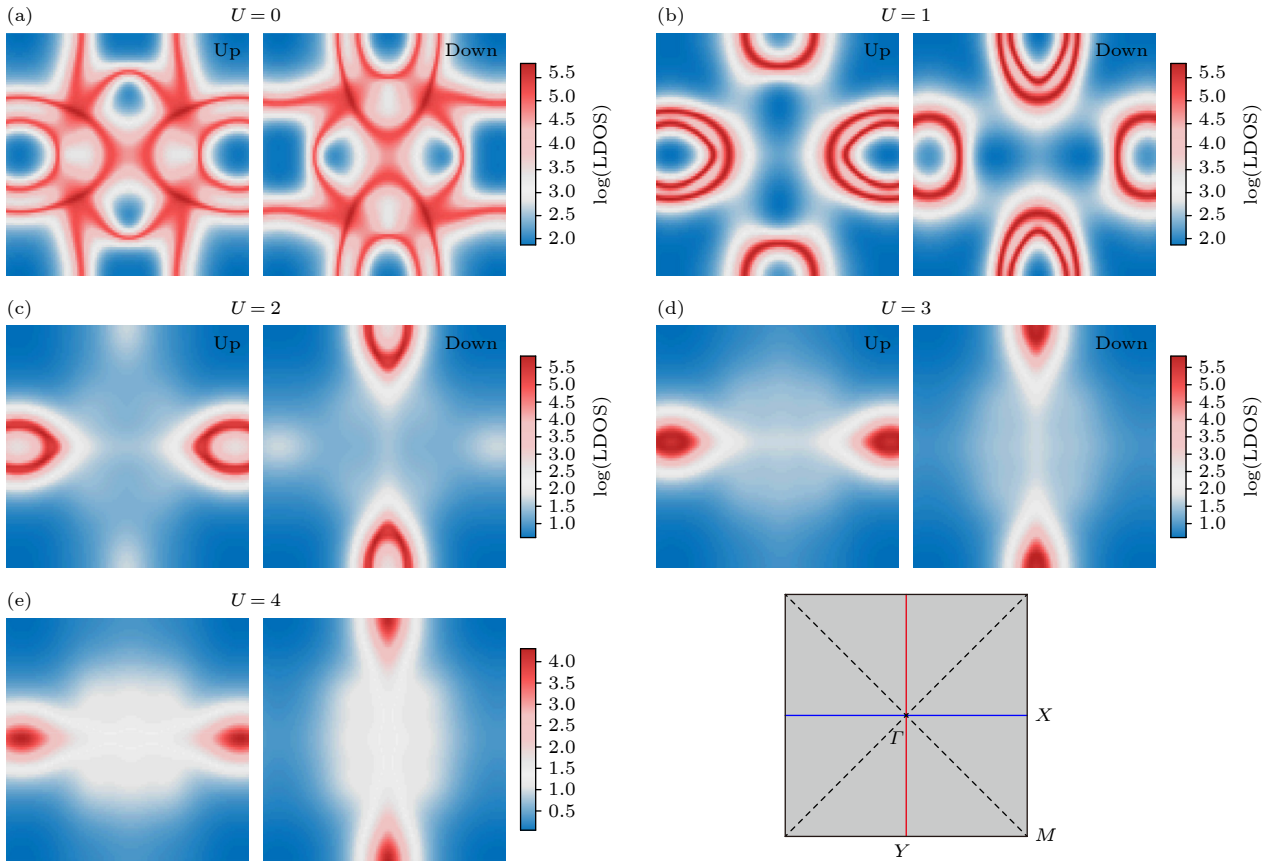 (a) U = 0
Up Down
5.5
5.0
4.5
4.0
3.5
3.0
2.5
2.0
log(LDOS)
(b) U = 1
Up Down
5.5
5.0
4.5
4.0
3.5
3.0
2.5
2.0
log(LDOS)
(c) U = 2
Up Down
5.5
5.0
4.5
4.0
3.5
3.0
2.5
2.0
1.5
1.0
log(LDOS)
(d) U = 3
Up Down
5.5
5.0
4.5
4.0
3.5
3.0
2.5
2.0
1.5
1.0
log(LDOS)
(e) U = 4
4.0
3.5
3.0
2.5
2.0
1.5
1.0
0.5
X
Γ
M
Y